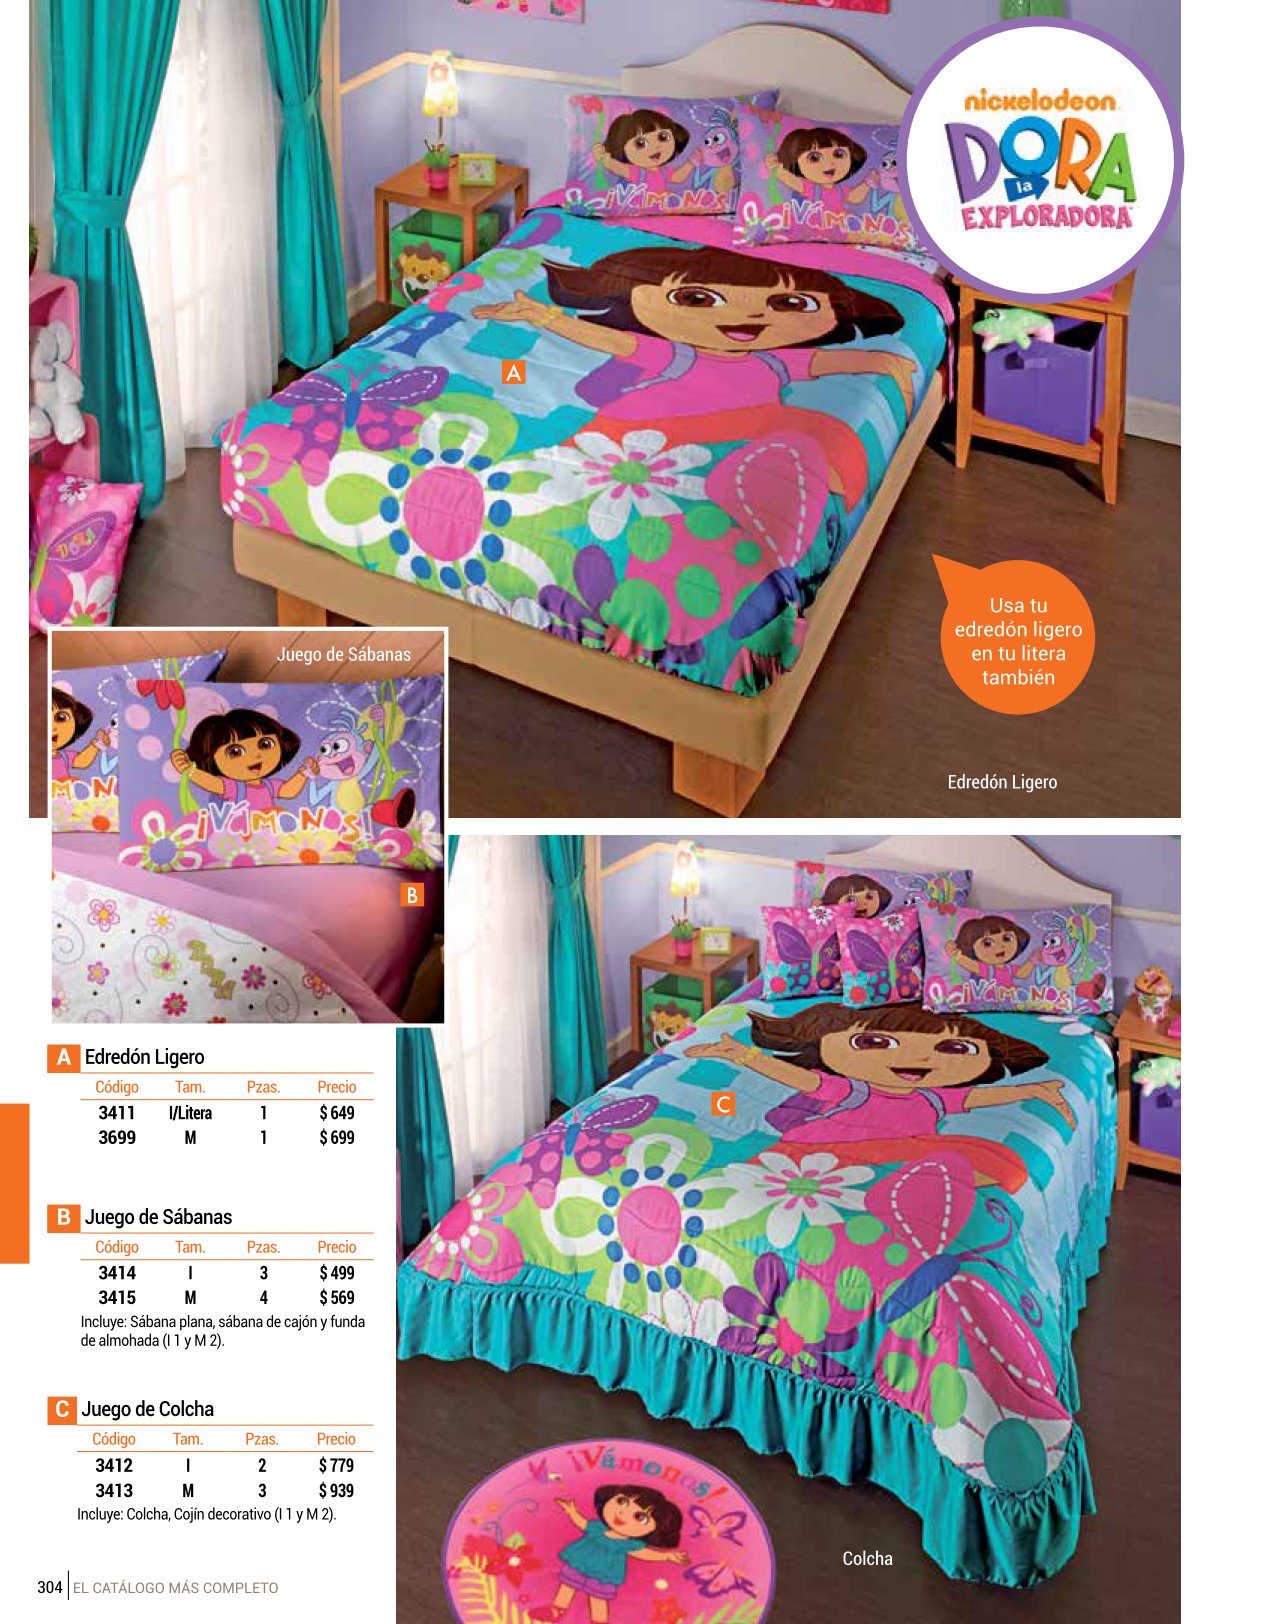 nickelodeon
DORA
la
EXPLORADORA
¡VÁMONOS!
¡VÁMONOS!
A
DORA
Usa tu
edredón ligero
en tu litera
también
Edredón Ligero
Juego de Sábanas
¡VÁMONOS!
B
DORA
¡VÁMONOS!
C
¡Vámonos!
Colcha
A Edredón Ligero
Código Tam. Pzas. Precio
3411 I/Litera 1 $ 649
3699 M 1 $ 699
B Juego de Sábanas
Código Tam. Pzas. Precio
3414 I 3 $ 499
3415 M 4 $ 569
Incluye: Sábana plana, sábana de cajón y funda
de almohada (I 1 y M 2).
C Juego de Colcha
Código Tam. Pzas. Precio
3412 I 2 $ 779
3413 M 3 $ 939
Incluye: Colcha, Cojín decorativo (I 1 y M 2).
304 EL CATÁLOGO MÁS COMPLETO